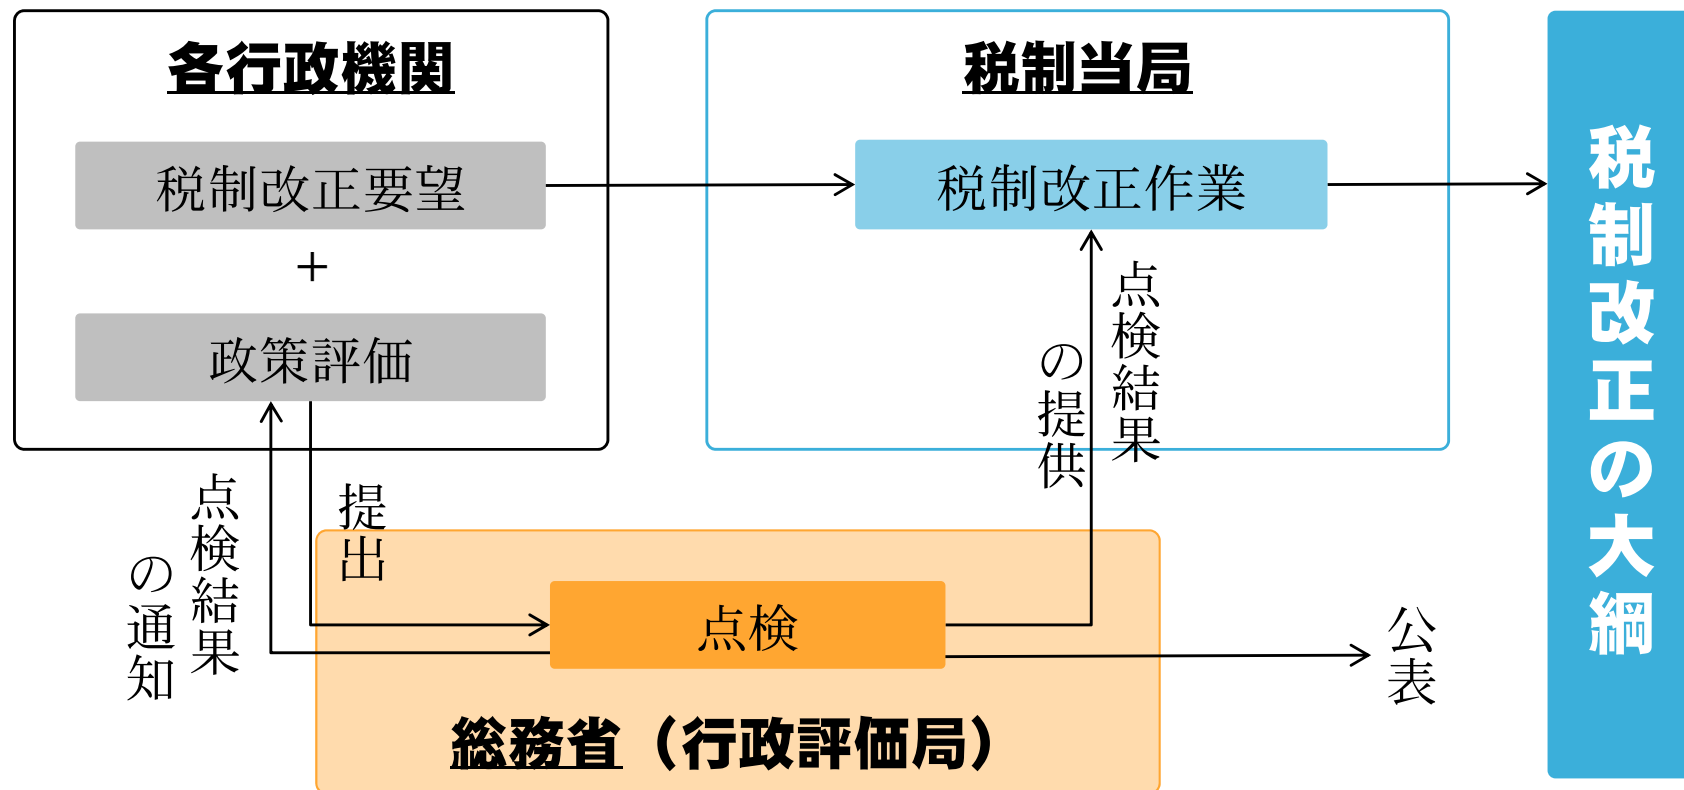 各行政機関
税制改正要望
+
政策評価
税制当局
税制改正作業
点検結果
の提供
点検結果
の通知
提出
点検
総務省（行政評価局）
公表
税制改正の大綱